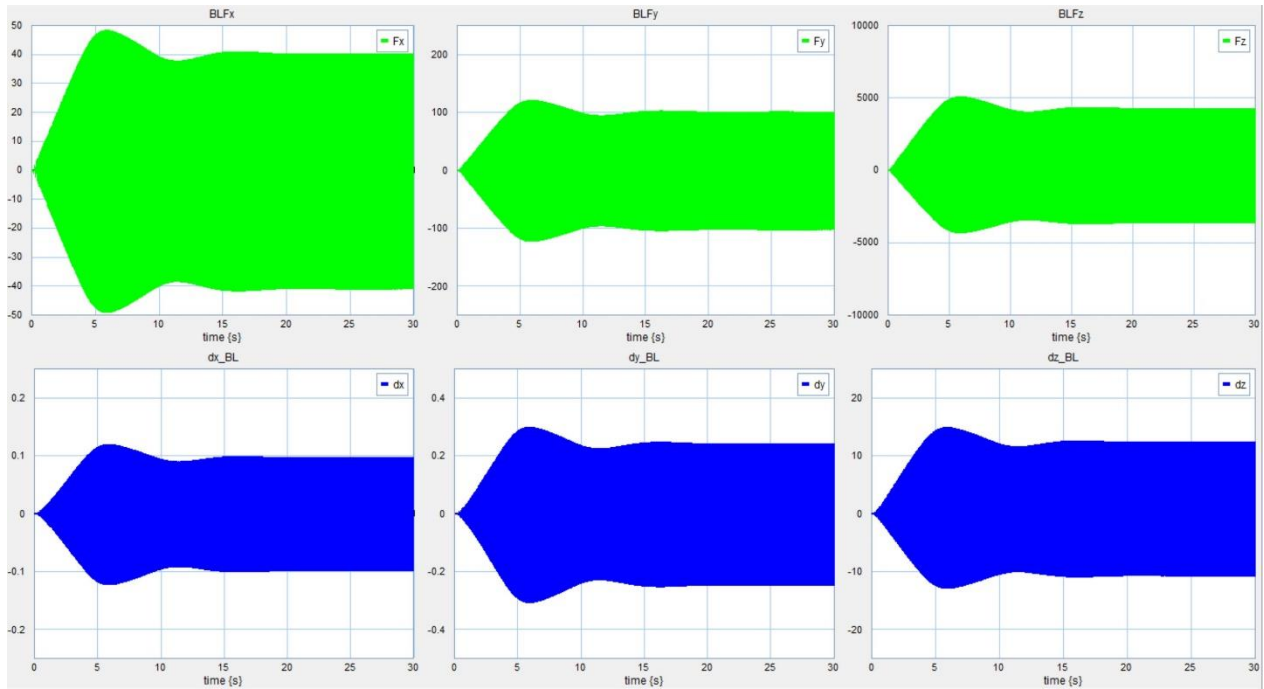 BLFx
50
40
30
20
10
0
-10
-20
-30
-40
-50
Fx
0 5 10 15 20 25 30
time {s}
BLFy
200
100
0
-100
-200
Fy
0 5 10 15 20 25 30
time {s}
BLFz
10000
5000
0
-5000
-10000
Fz
0 5 10 15 20 25 30
time {s}
dx_BL
0.2
0.1
0
-0.1
-0.2
dx
0 5 10 15 20 25 30
time {s}
dy_BL
0.4
0.2
0
-0.2
-0.4
dy
0 5 10 15 20 25 30
time {s}
dz_BL
20
10
0
-10
-20
dz
0 5 10 15 20 25 30
time {s}